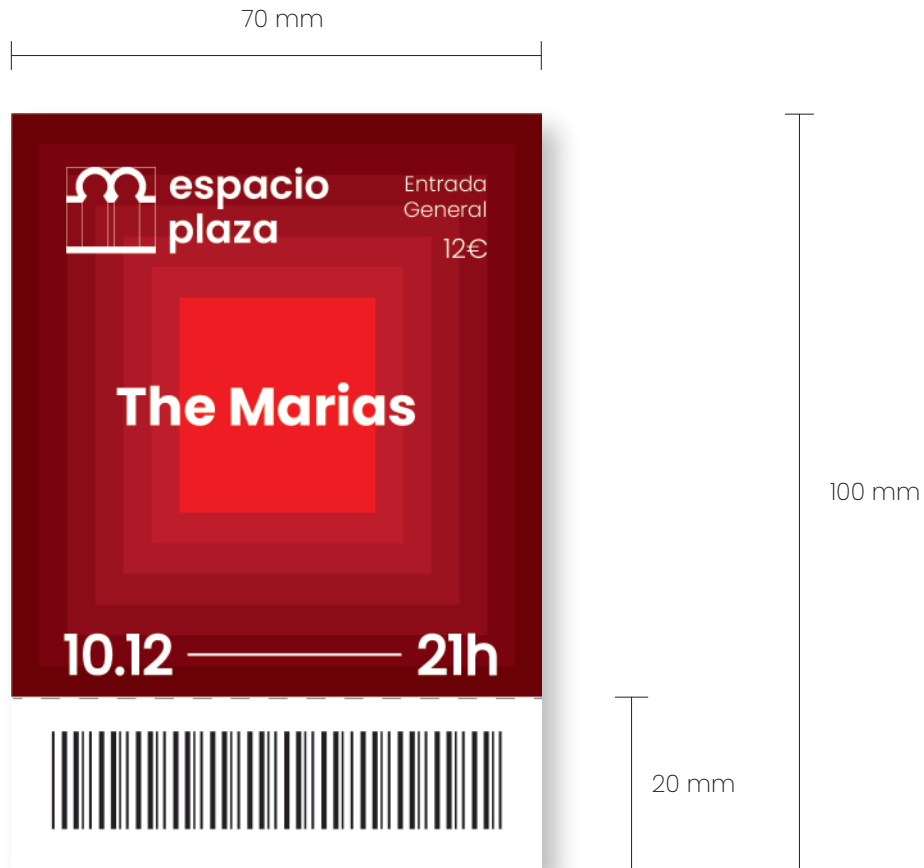 70 mm
espacio
plaza
Entrada
General
12€
The Marias
10.12
21h
100 mm
20 mm